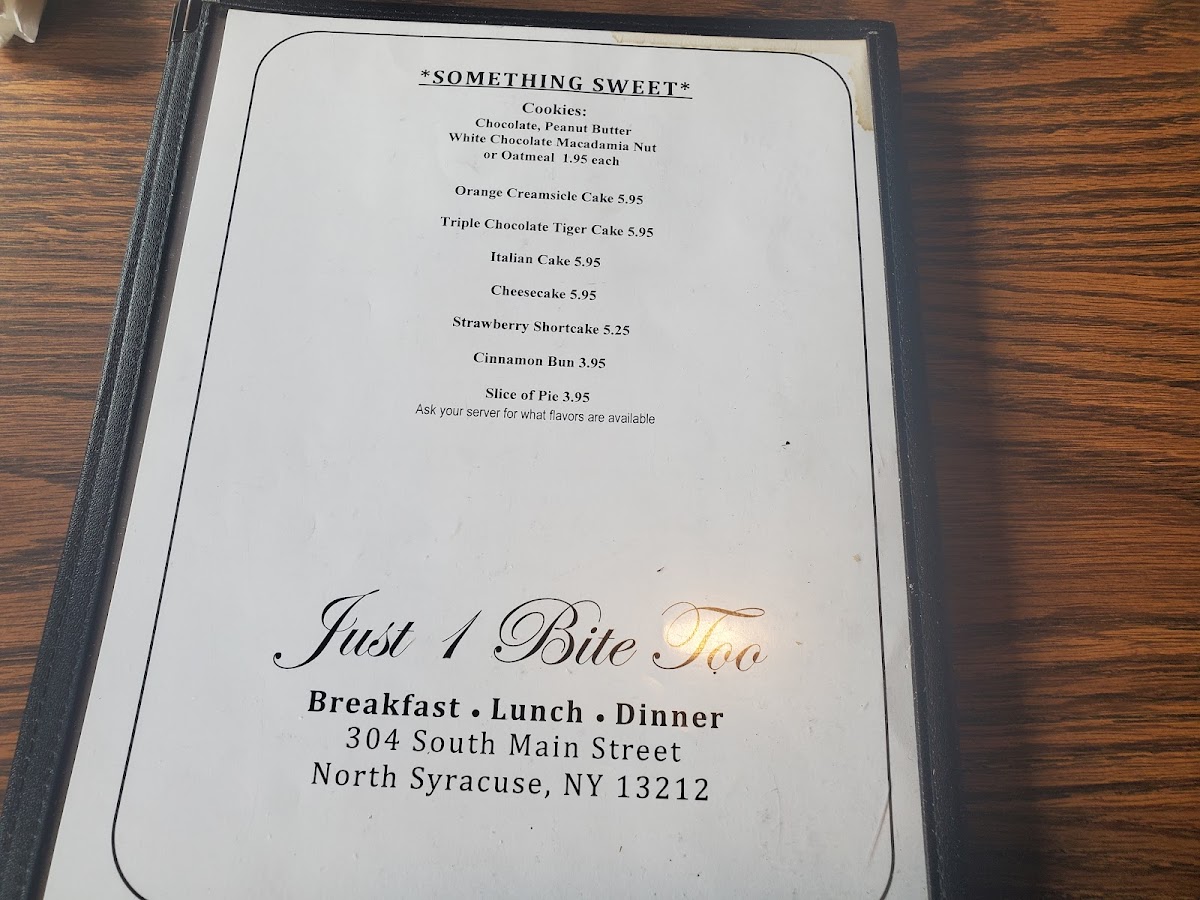 *SOMETHING SWEET*
Cookies:
Chocolate, Peanut Butter
White Chocolate Macadamia Nut
or Oatmeal 1.95 each
Orange Creamsicle Cake 5.95
Triple Chocolate Tiger Cake 5.95
Italian Cake 5.95
Cheesecake 5.95
Strawberry Shortcake 5.25
Cinnamon Bun 3.95
Slice of Pie 3.95
Ask your server for what flavors are available
Just 1 Bite Too
Breakfast • Lunch • Dinner
304 South Main Street
North Syracuse, NY 13212